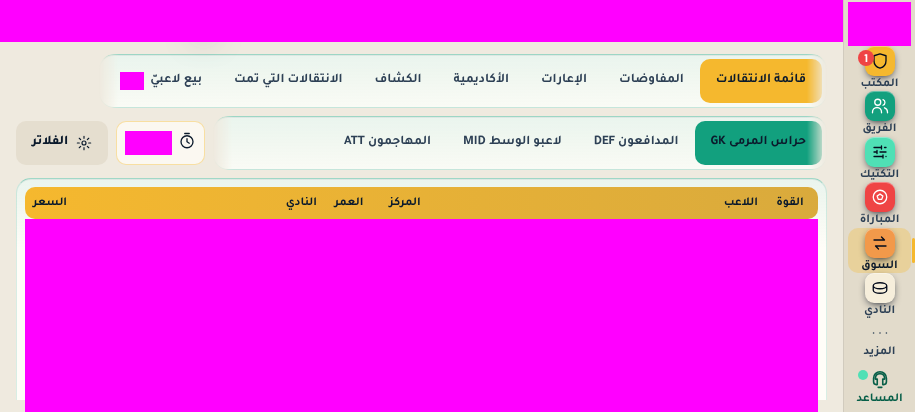 1
المكتب
الفريق
التكتيك
المباراة
السوق
النادي
...
المزيد
المساعد
قائمة الانتقالات المفاوضات الإعارات الأكاديمية الكشاف الانتقالات التي تمت بيع لاعبيّ
حراس المرمى GK المدافعون DEF لاعبو الوسط MID المهاجمون ATT
الفلاتر
القوة اللاعب المركز العمر النادي السعر